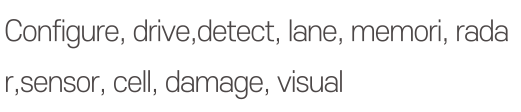 Configure, drive,detect, lane, memori, rada
r,sensor, cell, damage, visual